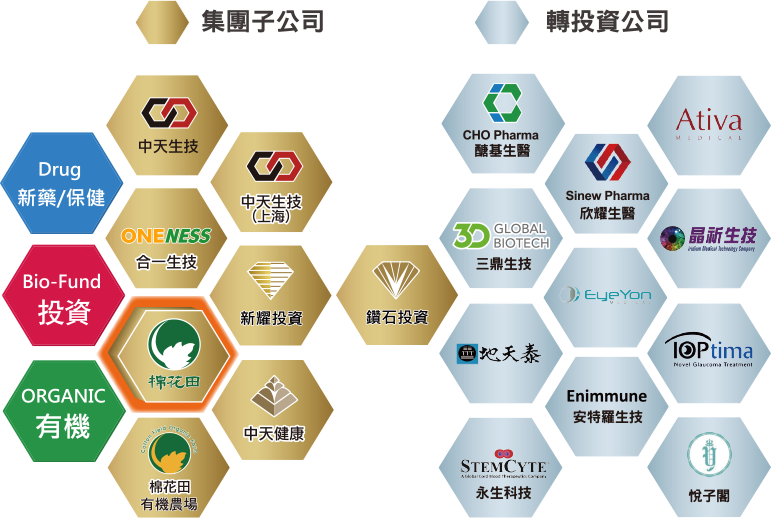 集團子公司
轉投資公司
Drug
新藥/保健
Bio-Fund
投資
ORGANIC
有機
中天生技
中天生技
(上海)
ONENESS
合一生技
新耀投資
鑽石投資
棉花田
中天健康
棉花田
有機農場
CHO Pharma
醣基生醫
Ativa
MEDICAL
Sinew Pharma
欣耀生醫
3D GLOBAL
BIOTECH
三鼎生技
晶祈生技
EyeYon
MEDICAL
地天泰
IOPtima
Novel Glaucoma Treatment
Enimmune
安特羅生技
STEMCYTE
A Global Cord Blood Therapeutics Company
永生科技
悅子閣